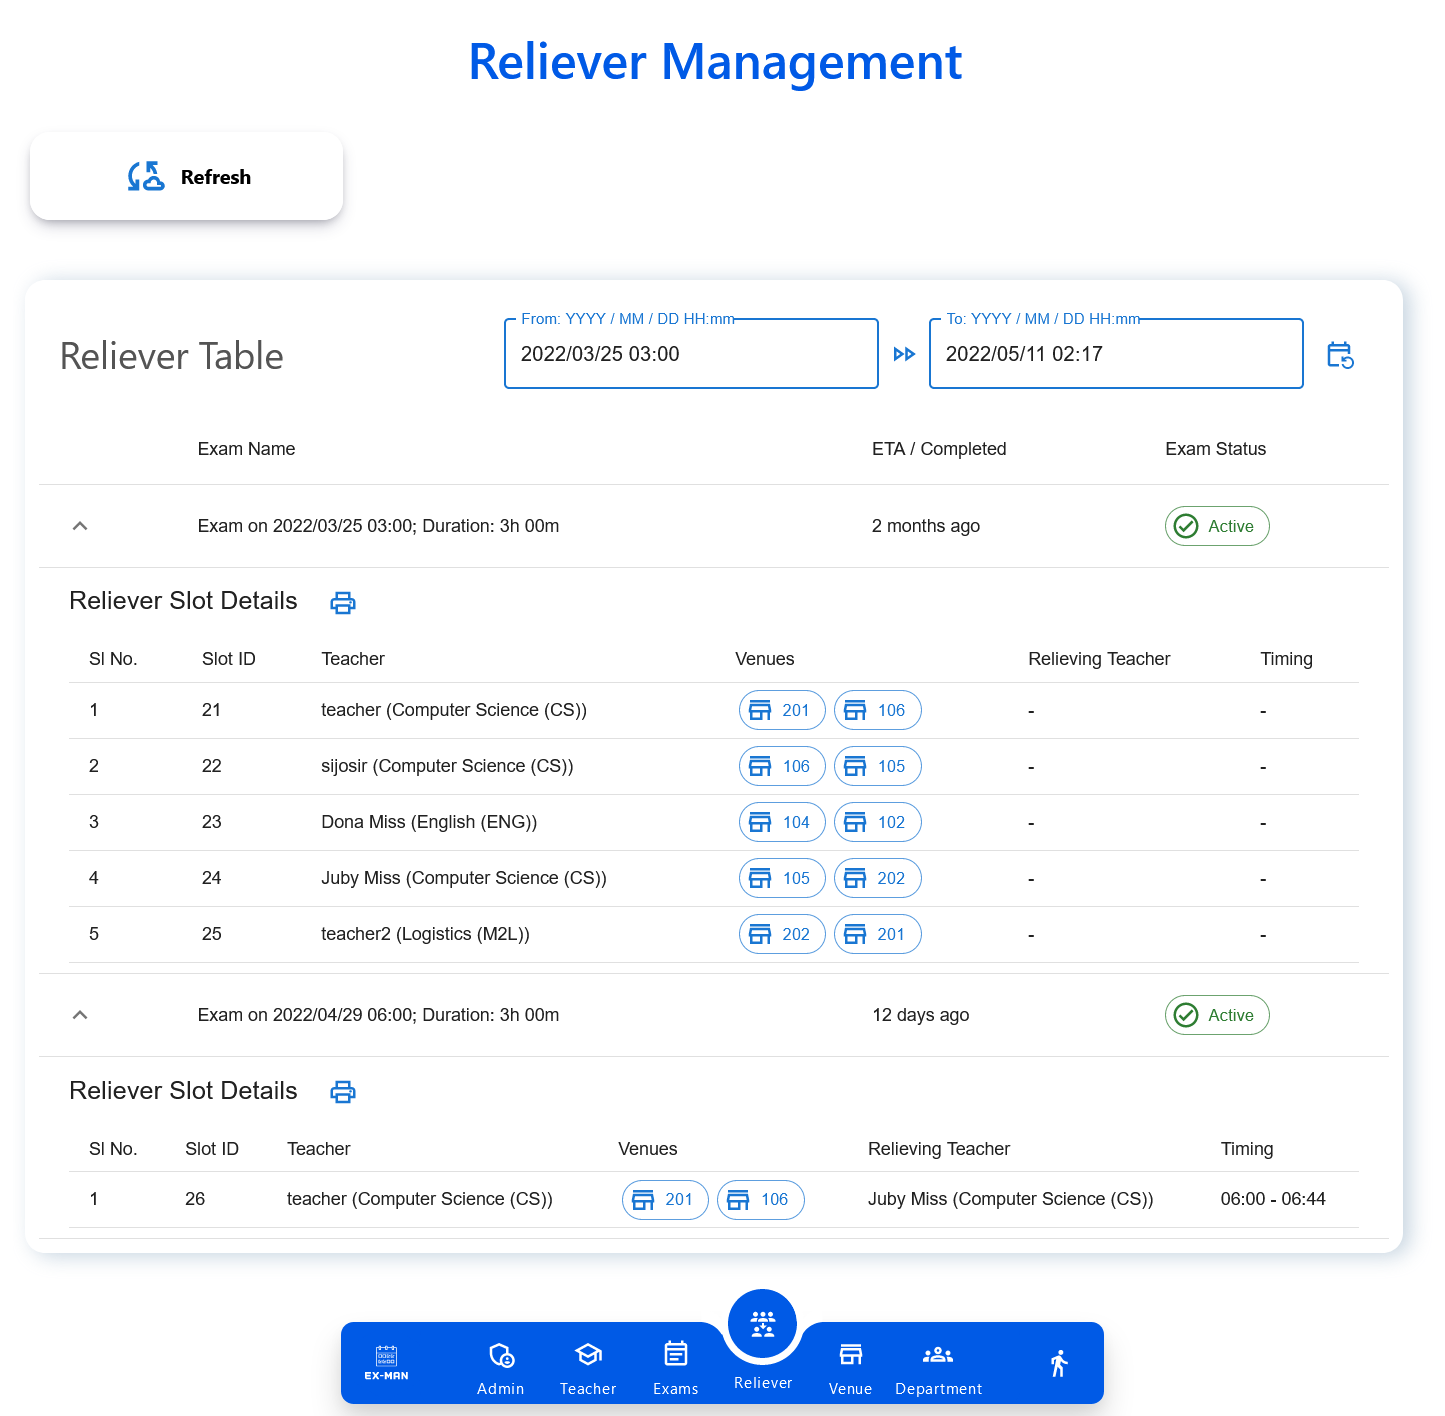 Reliever Management
Refresh
From: YYYY / MM / DD HH:mm To: YYYY / MM / DD HH:mm
Reliever Table 2022/03/25 03:00 2022/05/11 02:17
Exam Name ETA / Completed Exam Status
Exam on 2022/03/25 03:00; Duration: 3h 00m 2 months ago Active
Reliever Slot Details
Sl No. Slot ID Teacher Venues Relieving Teacher Timing
1 21 teacher (Computer Science (CS)) 201 106 - -
2 22 sijosir (Computer Science (CS)) 106 105 - -
3 23 Dona Miss (English (ENG)) 104 102 - -
4 24 Juby Miss (Computer Science (CS)) 105 202 - -
5 25 teacher2 (Logistics (M2L)) 202 201 - -
Exam on 2022/04/29 06:00; Duration: 3h 00m 12 days ago Active
Reliever Slot Details
Sl No. Slot ID Teacher Venues Relieving Teacher Timing
1 26 teacher (Computer Science (CS)) 201 106 Juby Miss (Computer Science (CS)) 06:00 - 06:44
EX-MAN Admin Teacher Exams Reliever Venue Department